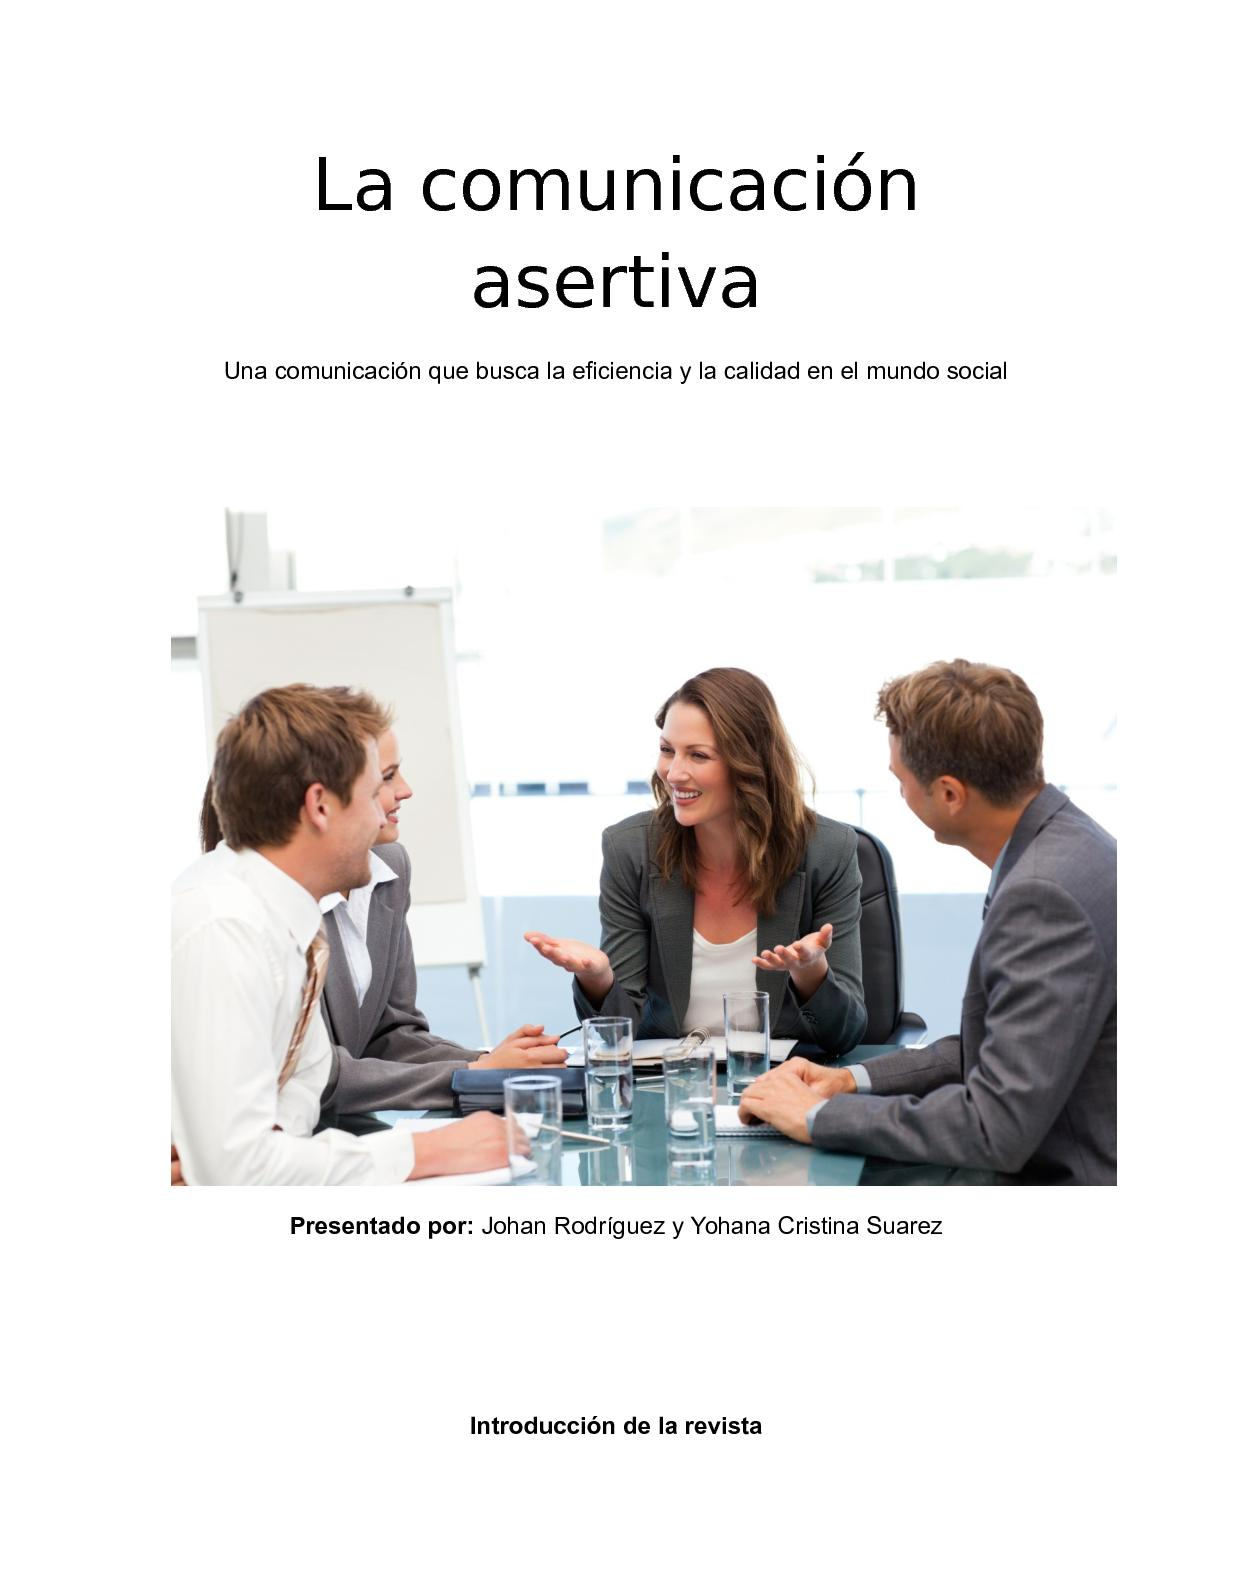 La comunicación
asertiva
Una comunicación que busca la eficiencia y la calidad en el mundo social
Presentado por: Johan Rodríguez y Yohana Cristina Suarez
Introducción de la revista